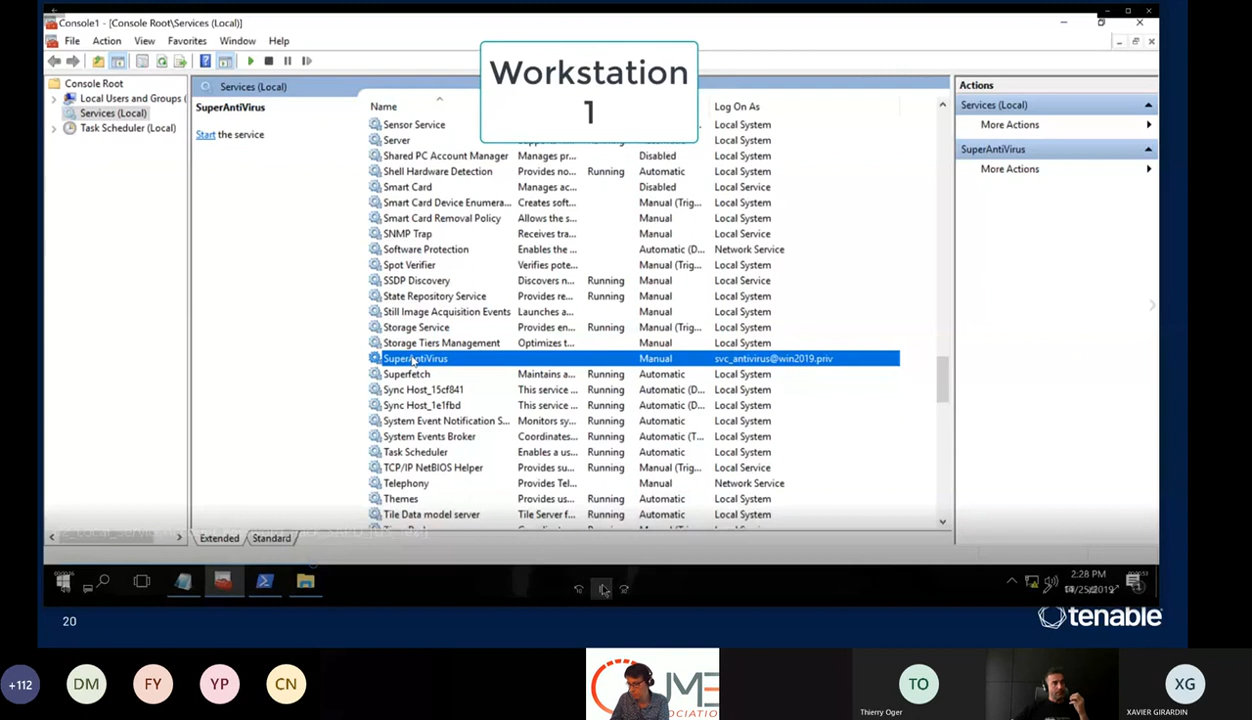 Console1 - [Console Root\Services (Local)]
File Action View Favorites Window Help
Workstation
1
Console Root
Local Users and Groups (
Services (Local)
Task Scheduler (Local)
Services (Local)
SuperAntiVirus
Start the service
Name Log On As
Sensor Service Local System
Server Running Local System
Shared PC Account Manager Manages pr... Disabled Local System
Shell Hardware Detection Provides no... Running Automatic Local System
Smart Card Manages ac... Disabled Local Service
Smart Card Device Enumera... Creates soft... Manual (Trig... Local System
Smart Card Removal Policy Allows the s... Manual Local System
SNMP Trap Receives tra... Manual Local Service
Software Protection Enables the ... Automatic (D... Network Service
Spot Verifier Verifies pote... Manual (Trig... Local System
SSDP Discovery Discovers n... Running Manual Local Service
State Repository Service Provides re... Running Manual Local System
Still Image Acquisition Events Launches a... Manual Local System
Storage Service Provides en... Running Manual (Trig... Local System
Storage Tiers Management Optimizes t... Manual Local System
SuperAntiVirus Manual svc_antivirus@win2019.priv
Superfetch Maintains a... Running Automatic Local System
Sync Host_15cf841 This service ... Running Automatic (D... Local System
Sync Host_1e1fbd This service ... Running Automatic (D... Local System
System Event Notification S... Monitors sy... Running Automatic Local System
System Events Broker Coordinates... Running Automatic (T... Local System
Task Scheduler Enables a us... Running Automatic Local System
TCP/IP NetBIOS Helper Provides su... Running Manual (Trig... Local Service
Telephony Provides Tel... Manual Network Service
Themes Provides us... Running Automatic Local System
Tile Data model server Tile Server f... Running Automatic Local System
Extended Standard
Actions
Services (Local)
More Actions
SuperAntiVirus
More Actions
2:28 PM
20
tenable
+112
DM
FY
YP
CN
TO
Thierry Oger
XG
XAVIER GIRARDIN